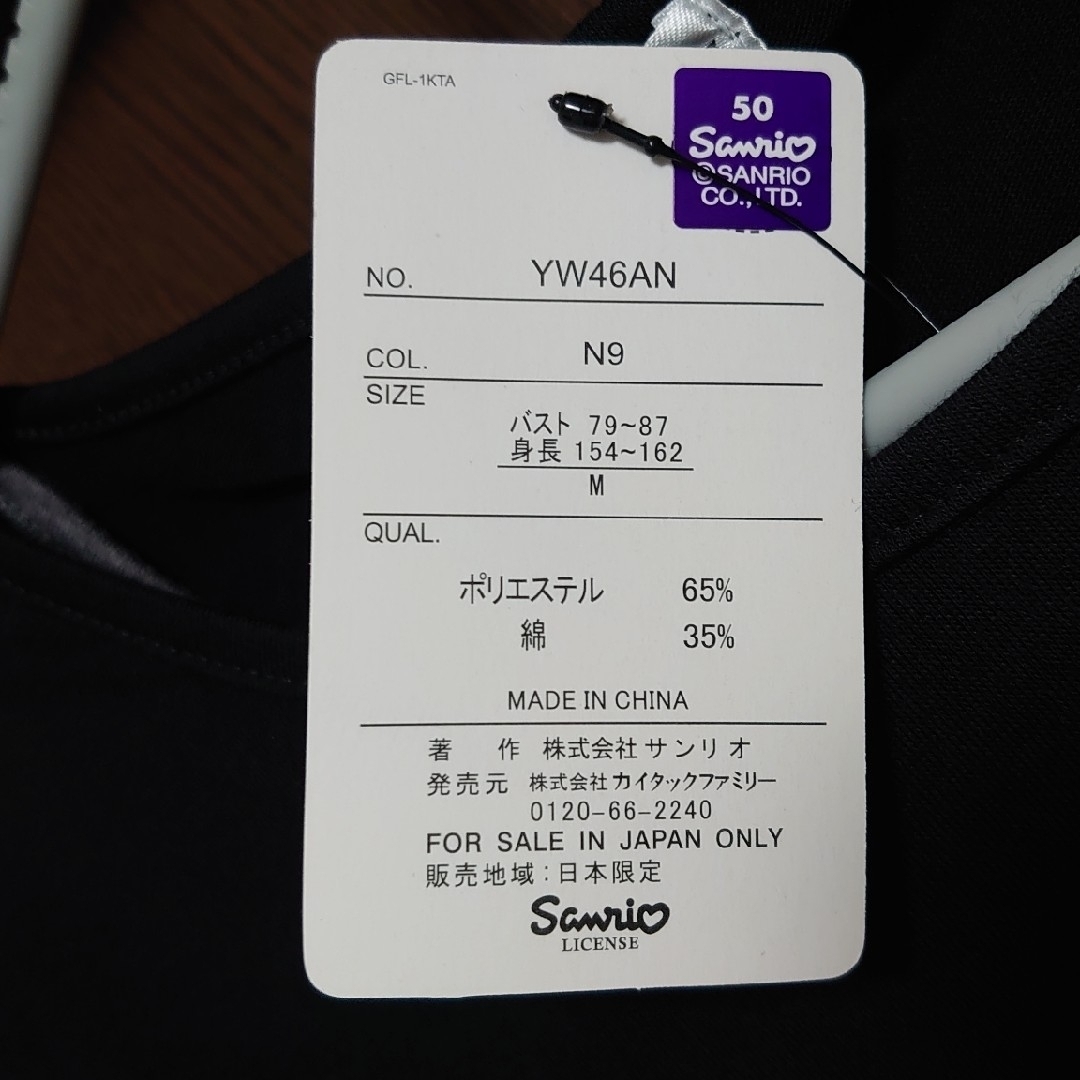 GFL-1KTA
50
Sanrio
©SANRIO
CO.,LTD.
NO. YW46AN
COL. N9
SIZE
バスト 79~87
身長 154~162
M
QUAL.
ポリエステル 65%
綿 35%
MADE IN CHINA
著 作 株式会社サンリオ
発売元 株式会社カイタックファミリー
0120-66-2240
FOR SALE IN JAPAN ONLY
販売地域:日本限定
Sanrio
LICENSE